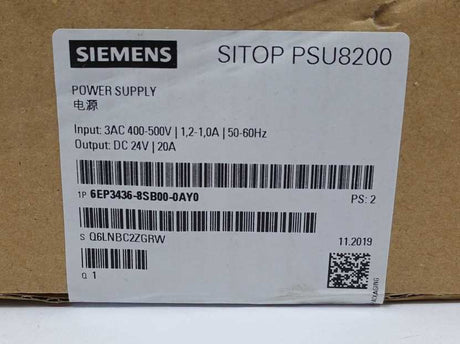 SIEMENS SITOP PSU8200
POWER SUPPLY
电源
Input: 3AC 400-500V | 1,2-1,0A | 50-60Hz
Output: DC 24V | 20A
1P 6EP3436-8SB00-0AY0 PS: 2
S Q6LNBC2ZGRW 11.2019
Q 1
PACKAGING